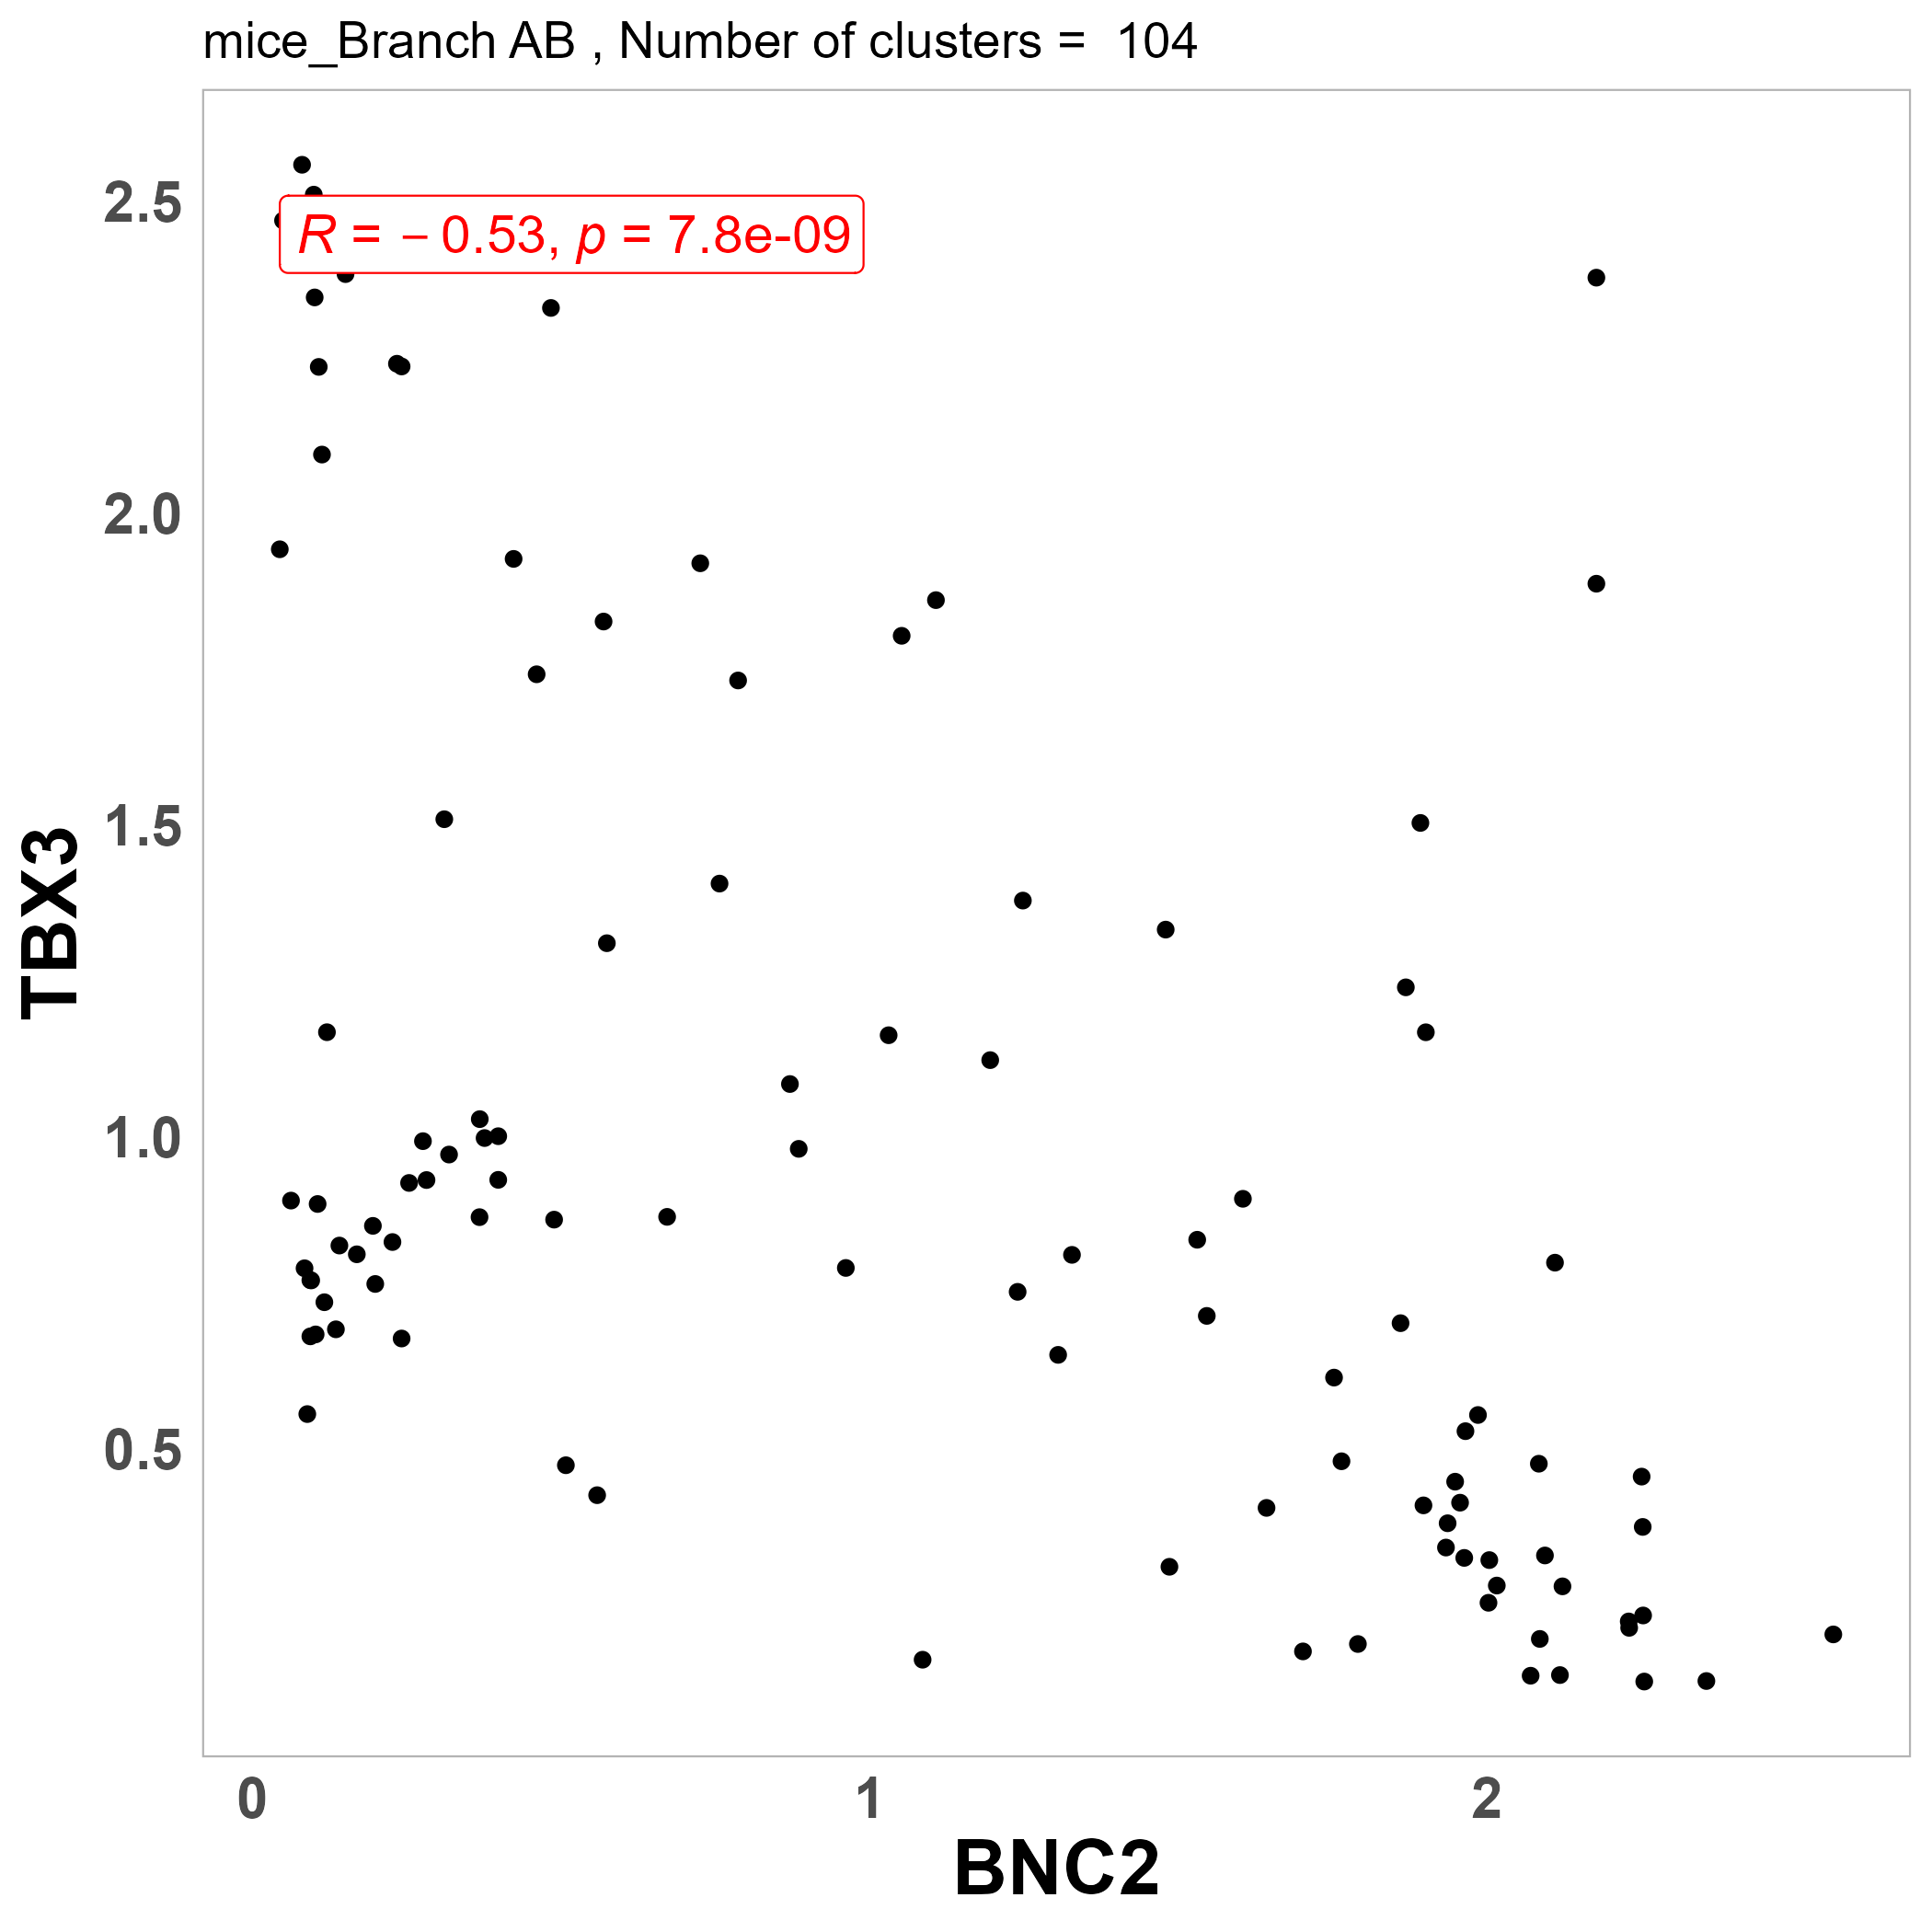 mice_Branch AB , Number of clusters =  104
R = – 0.53, p = 7.8e-09
2.5
2.0
1.5
1.0
0.5
TBX3
0 1 2
BNC2